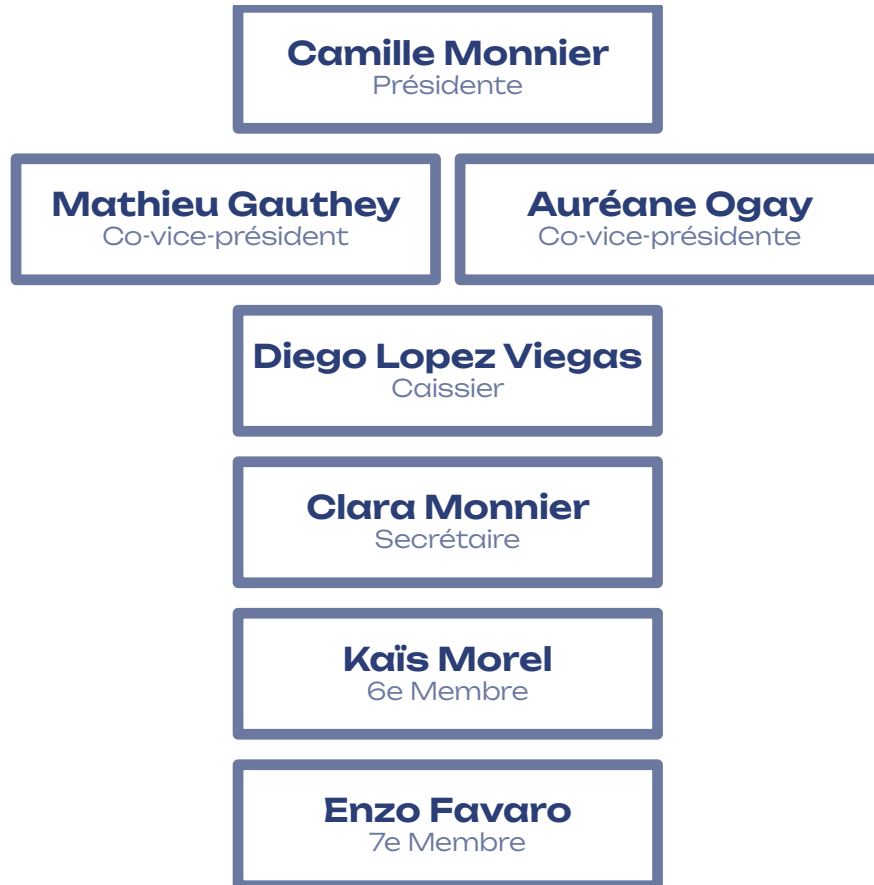 Camille Monnier
Présidente
Mathieu Gauthey
Co-vice-président
Auréane Ogay
Co-vice-présidente
Diego Lopez Viegas
Caissier
Clara Monnier
Secrétaire
Kaïs Morel
6e Membre
Enzo Favaro
7e Membre